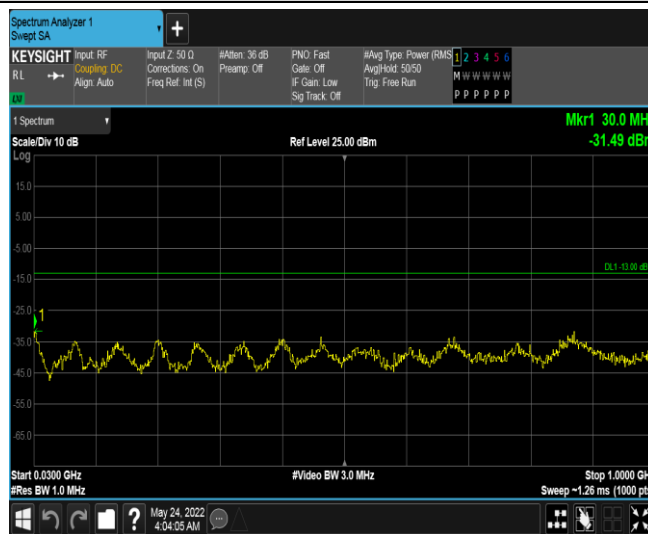 Spectrum Analyzer 1
Swept SA
+
KEYSIGHT
RL
LXI
Input: RF
Coupling: DC
Align: Auto
Input Z: 50 Ω
Corrections: On
Freq Ref: Int (S)
#Atten: 36 dB
Preamp: Off
PNO: Fast
Gate: Off
IF Gain: Low
Sig Track: Off
#Avg Type: Power (RMS
Avg|Hold: 50/50
Trig: Free Run
1 2 3 4 5 6
M W W W W W
P P P P P P
1 Spectrum
Mkr1 30.0 MH
Scale/Div 10 dB
Ref Level 25.00 dBm
-31.49 dBr
Log
15.0
5.00
-5.00
DL1 -13.00 dB
-15.0
-25.0
1
-35.0
-45.0
-55.0
-65.0
Start 0.0300 GHz
#Video BW 3.0 MHz
Stop 1.0000 GH
#Res BW 1.0 MHz
Sweep ~1.26 ms (1000 pts
?
May 24, 2022
4:04:05 AM